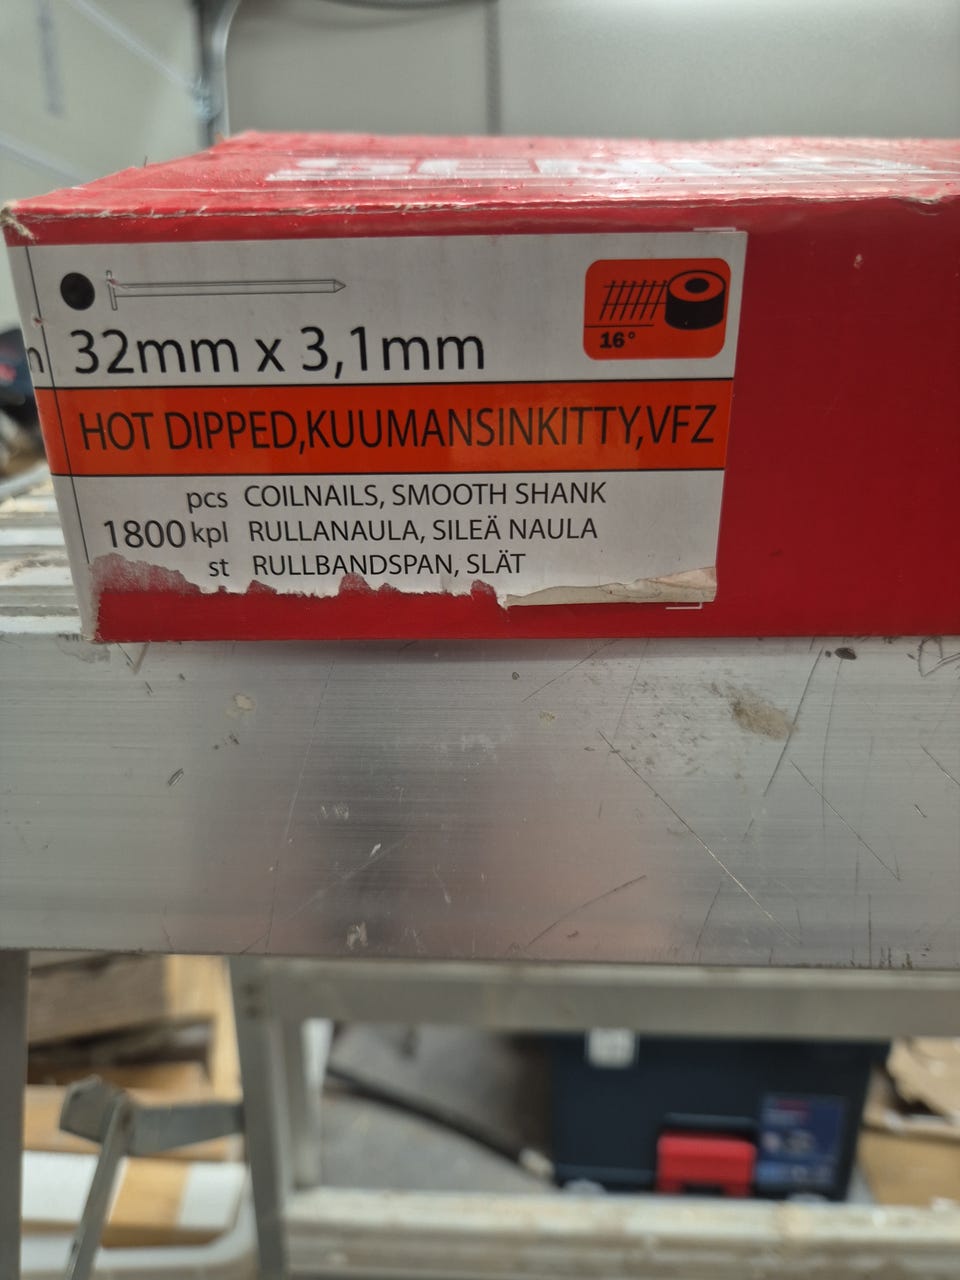 32mm x 3,1mm
16°
HOT DIPPED,KUUMANSINKITTY,VFZ
pcs COILNAILS, SMOOTH SHANK
1800 kpl RULLANAULA, SILEÄ NAULA
st RULLBANDSPAN, SLÄT